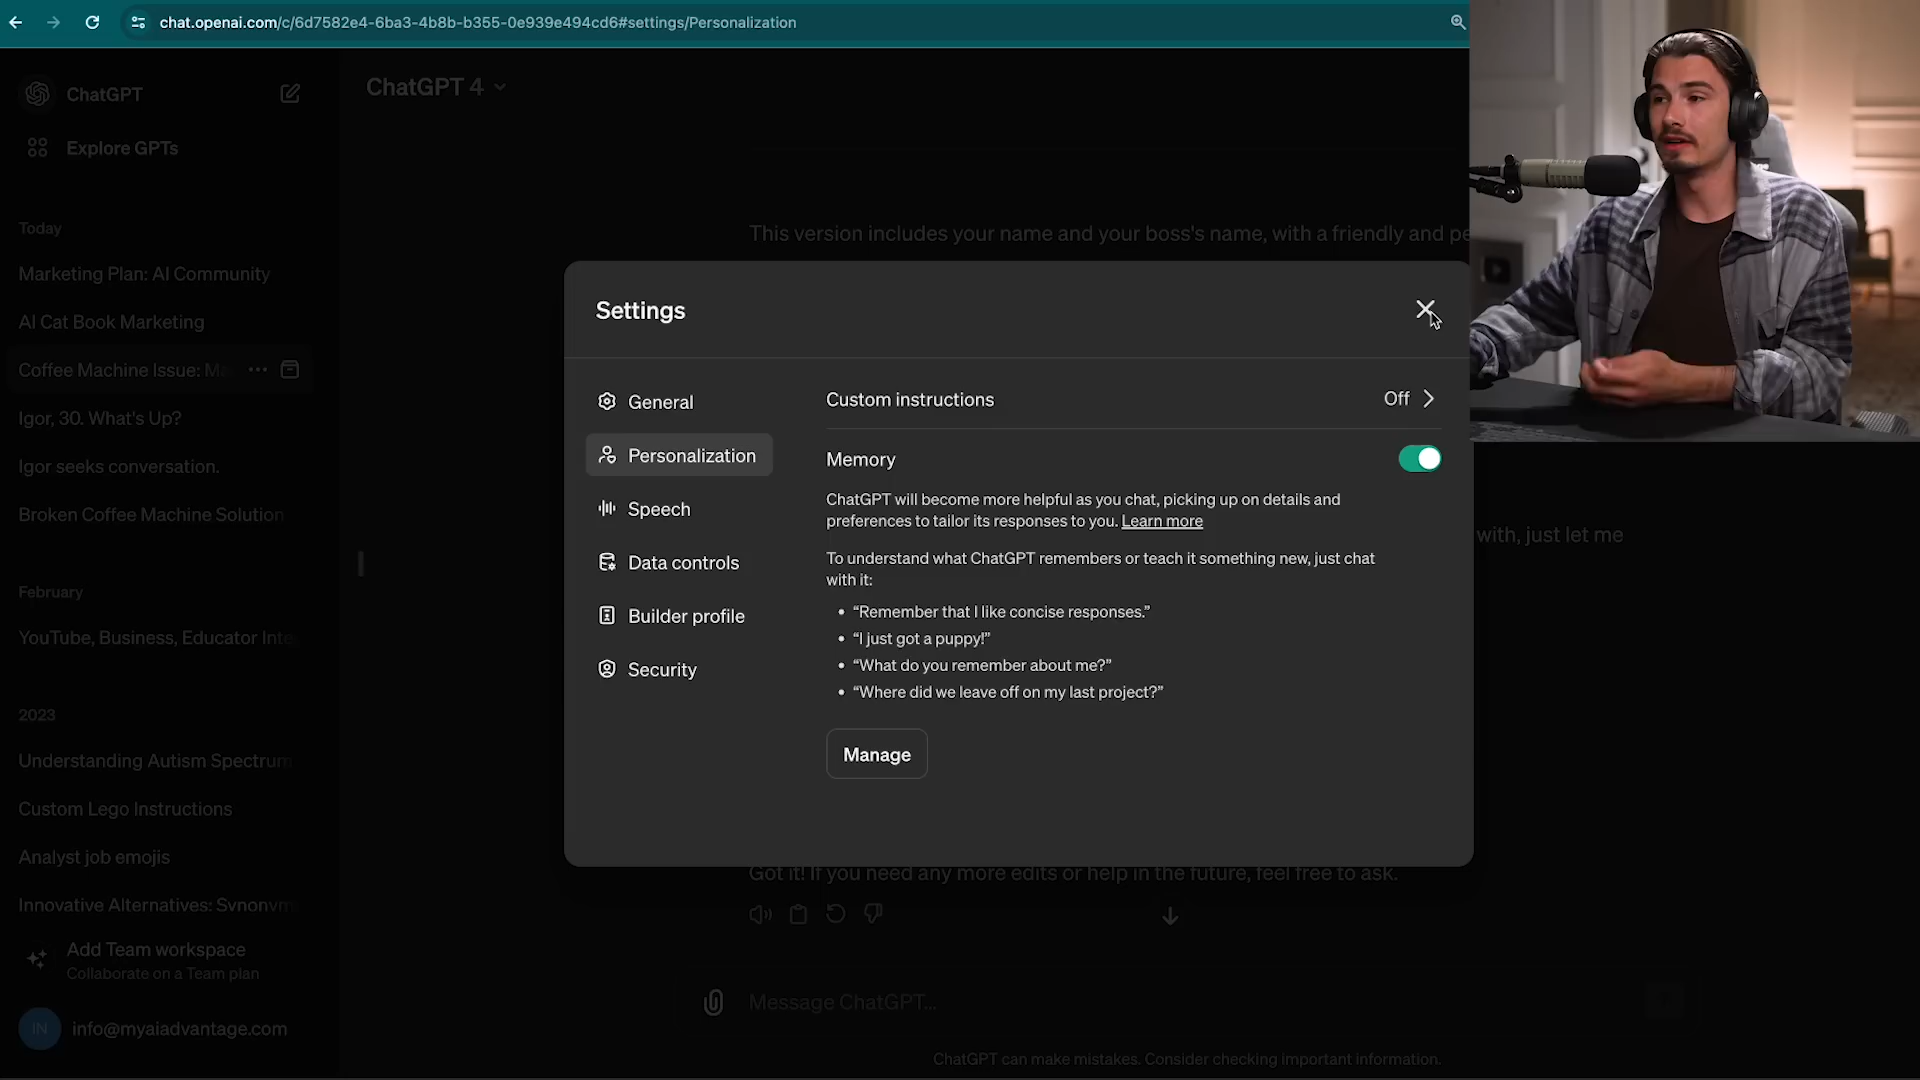 chat.openai.com/c/6d7582e4-6ba3-4b8b-b355-0e939e494cd6#settings/Personalization
ChatGPT
Explore GPTs
Today
Marketing Plan: AI Community
AI Cat Book Marketing
Coffee Machine Issue:
Igor, 30. What's Up?
Igor seeks conversation.
Broken Coffee Machine Solution
February
YouTube, Business, Educator
2023
Understanding Autism Spectrum
Custom Lego Instructions
Analyst job emojis
Innovative Alternatives:
Add Team workspace
Collaborate on a Team plan
IN
info@myaiadvantage.com
ChatGPT 4
This version includes your name and your boss's name, with a friendly and pe
Settings
General
Personalization
Speech
Data controls
Builder profile
Security
Custom instructions
Off
Memory
ChatGPT will become more helpful as you chat, picking up on details and
preferences to tailor its responses to you. Learn more
To understand what ChatGPT remembers or teach it something new, just chat
with it:
• “Remember that I like concise responses.”
• “I just got a puppy!”
• “What do you remember about me?”
• “Where did we leave off on my last project?”
Manage
with, just let me
Got it! If you need any more edits or help in the future, feel free to ask.
Message ChatGPT...
ChatGPT can make mistakes. Consider checking important information.